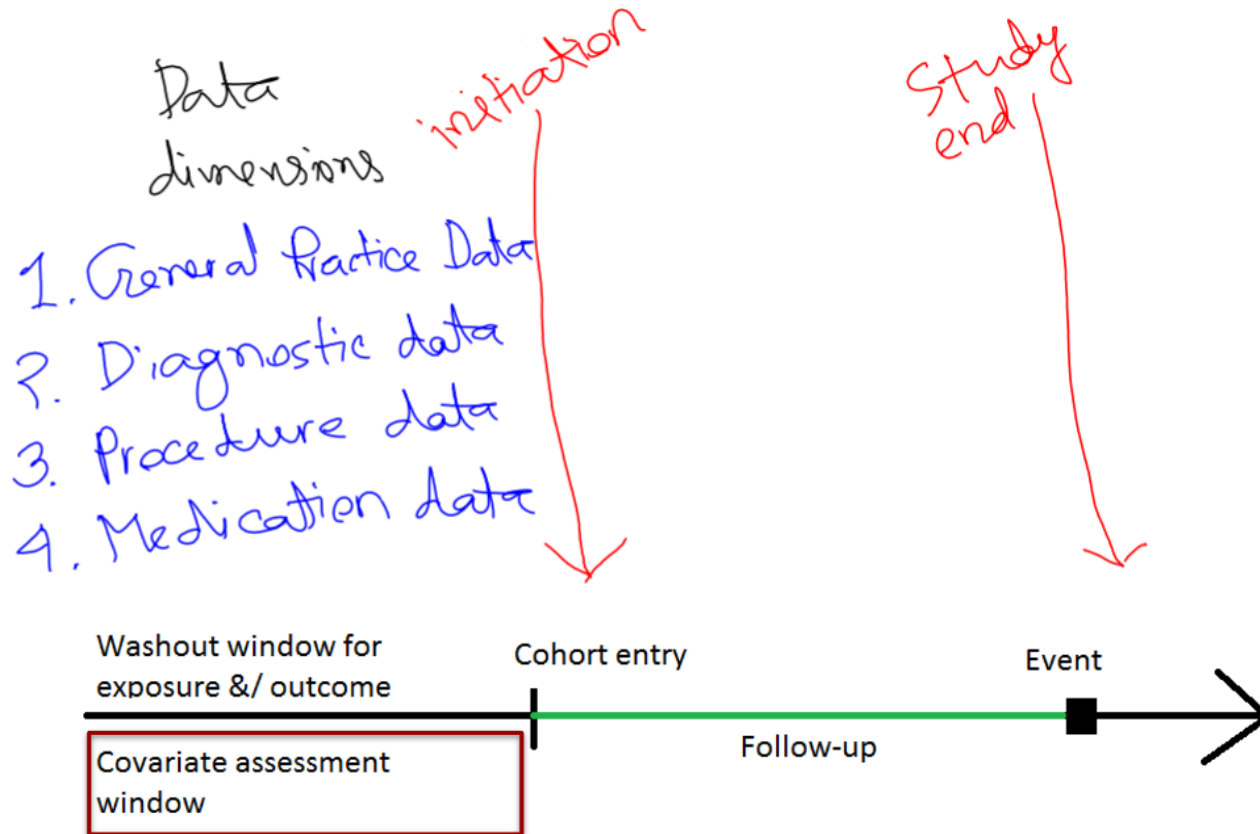 Data
dimensions
initiation
Study
end
1. General Practice Data
2. Diagnostic data
3. Procedure data
4. Medication data
Washout window for
exposure &/ outcome
Cohort entry
Event
Covariate assessment
window
Follow-up